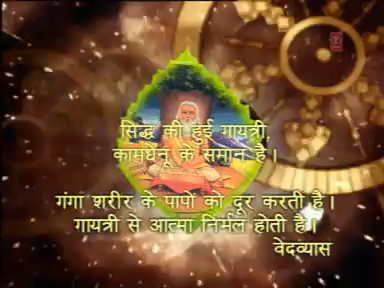 सिद्ध की हुई गायत्री,
कामधेनू के समान है।
गंगा शरीर के पापों को दूर करती है।
गायत्री से आत्मा निर्मल होती है।
वेदव्यास